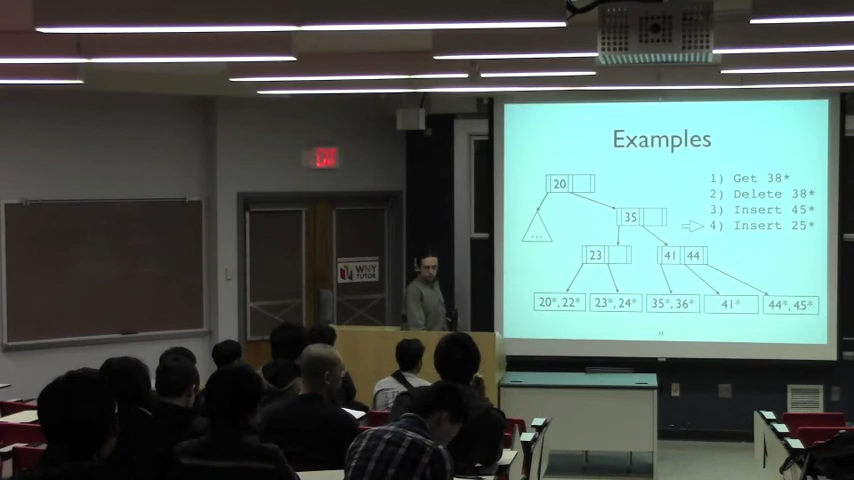 Examples
1) Get 38*
2) Delete 38*
3) Insert 45*
4) Insert 25*
20
35
...
23
41 44
20*, 22*
23*, 24*
35*, 36*
41*
44*, 45*
EXIT
WNY
TUTOR